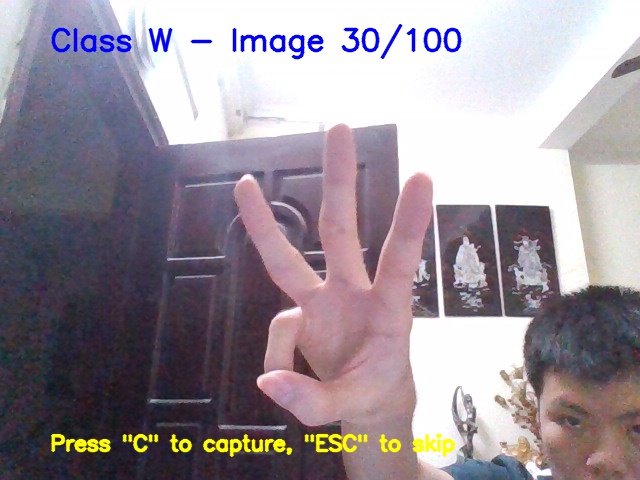 Class W - Image 30/100
Press "C" to capture, "ESC" to skip